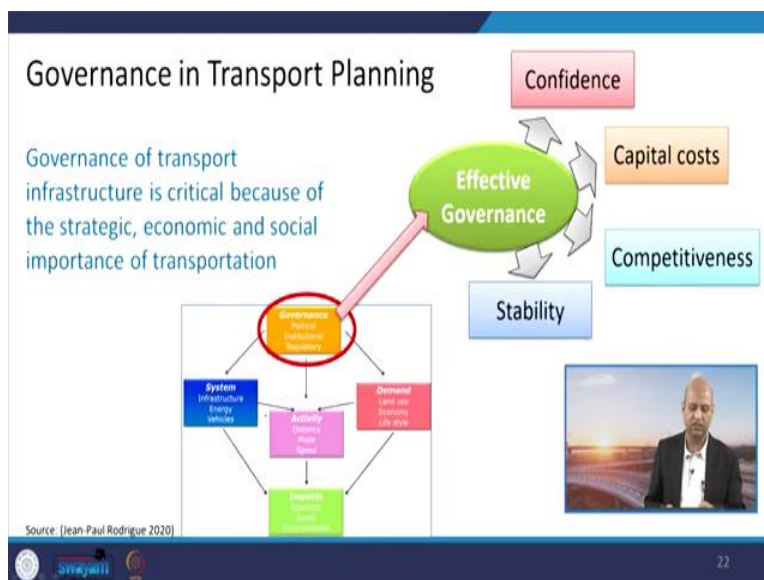 Governance in Transport Planning
Governance of transport
infrastructure is critical because of
the strategic, economic and social
importance of transportation
Confidence
Capital costs
Effective
Governance
Competitiveness
Stability
Governance
Political
Institutional
Regulatory
System
Infrastructure
Energy
Vehicles
Demand
Land use
Economy
Life style
Activity
Distance
Mode
Speed
Impacts
Economic
Social
Environmental
Source: (Jean-Paul Rodrigue 2020)
swayam
22